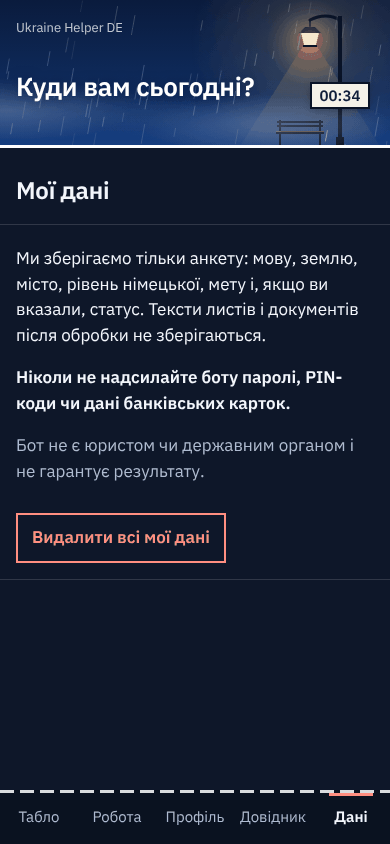 Ukraine Helper DE
Куди вам сьогодні?
00:34
Мої дані
Ми зберігаємо тільки анкету: мову, землю,
місто, рівень німецької, мету і, якщо ви
вказали, статус. Тексти листів і документів
після обробки не зберігаються.
Ніколи не надсилайте боту паролі, PIN-
коди чи дані банківських карток.
Бот не є юристом чи державним органом і
не гарантує результату.
Видалити всі мої дані
Табло Робота Профіль Довідник Дані